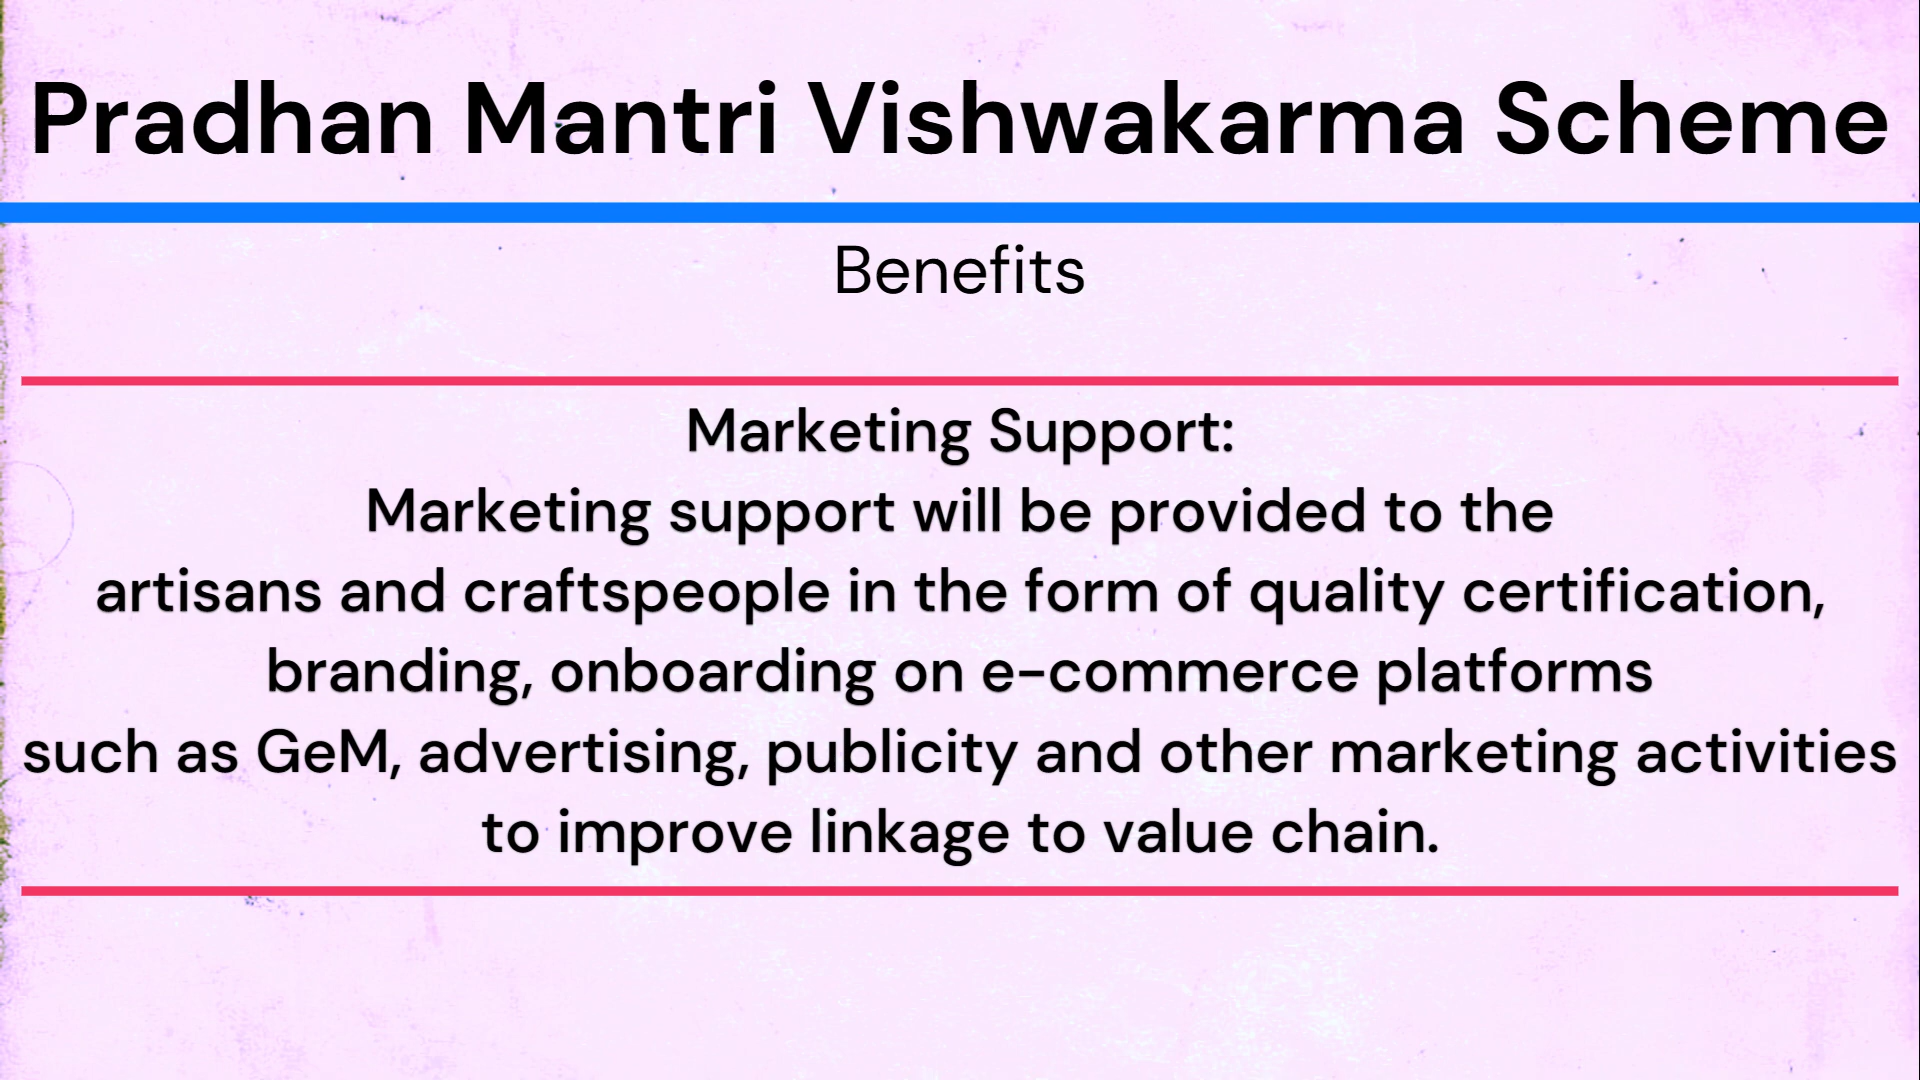 Pradhan Mantri Vishwakarma Scheme
Benefits
Marketing Support:
Marketing support will be provided to the
artisans and craftspeople in the form of quality certification,
branding, onboarding on e-commerce platforms
such as GeM, advertising, publicity and other marketing activities
to improve linkage to value chain.